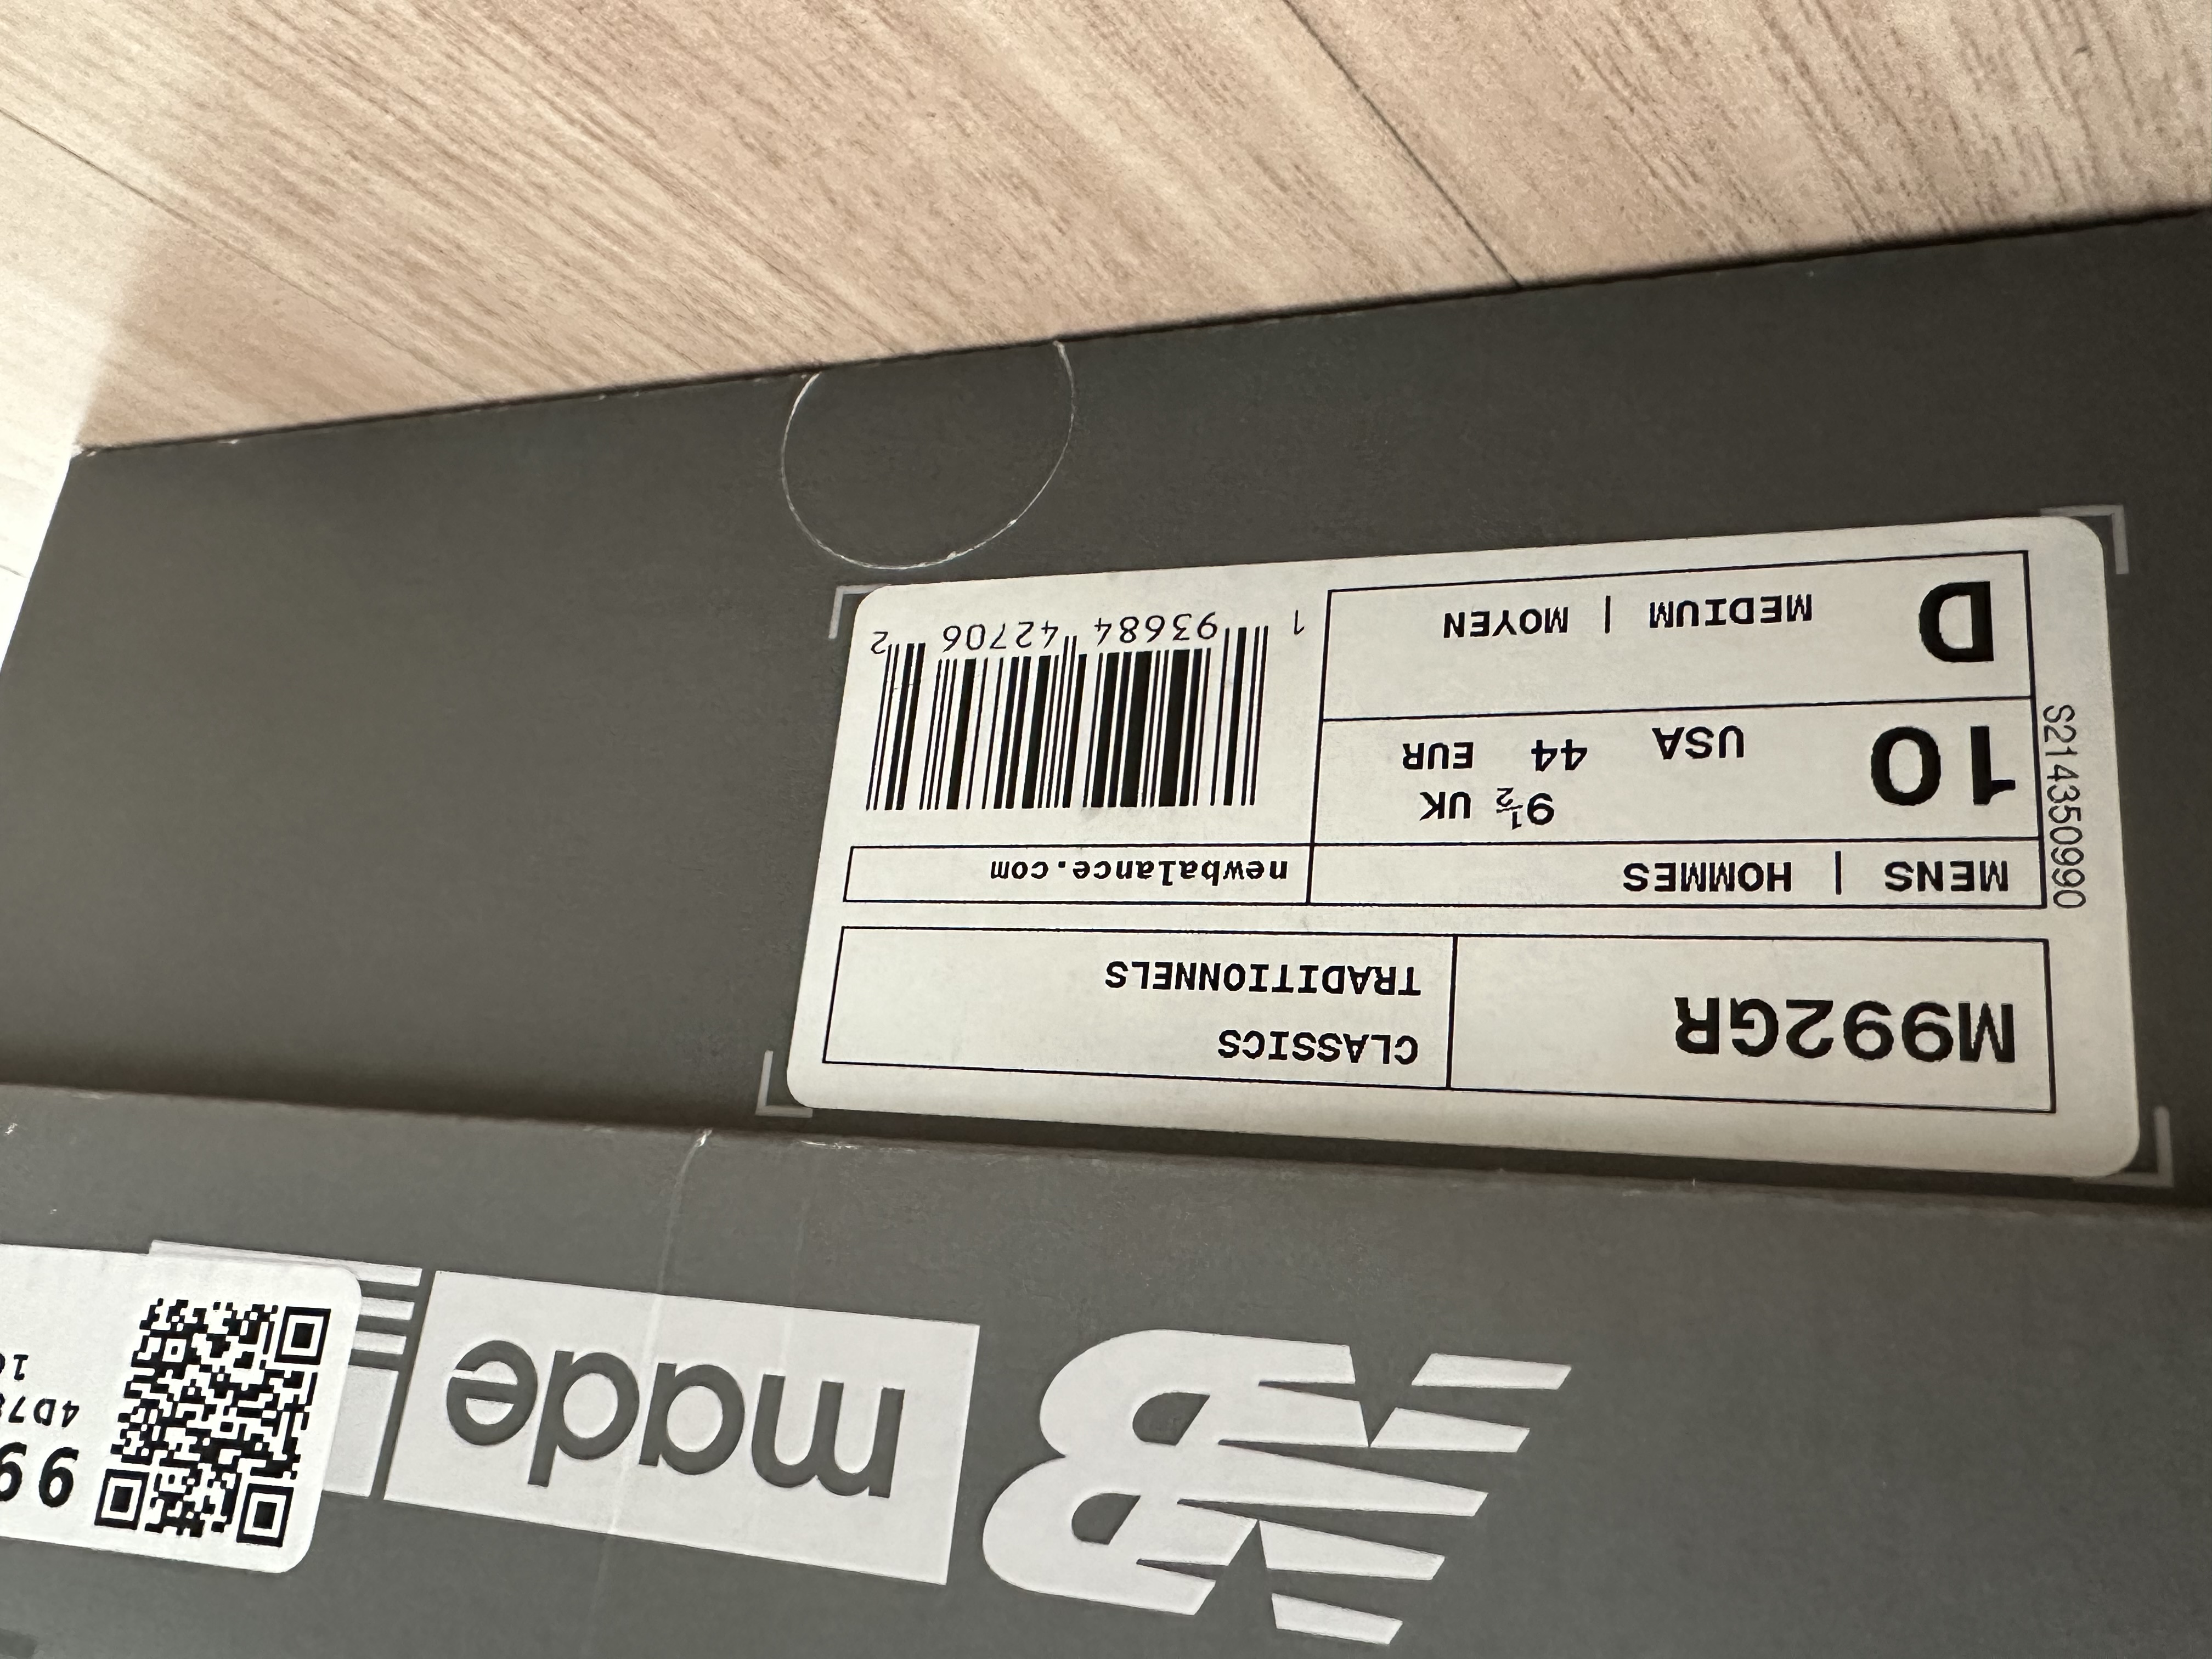 made
M992GR
CLASSICS
TRADITIONNELS
MENS | HOMMES
newbalance.com
10 USA
9½ UK
44 EUR
D MEDIUM | MOYEN
1 93684 42706 2
S214350990